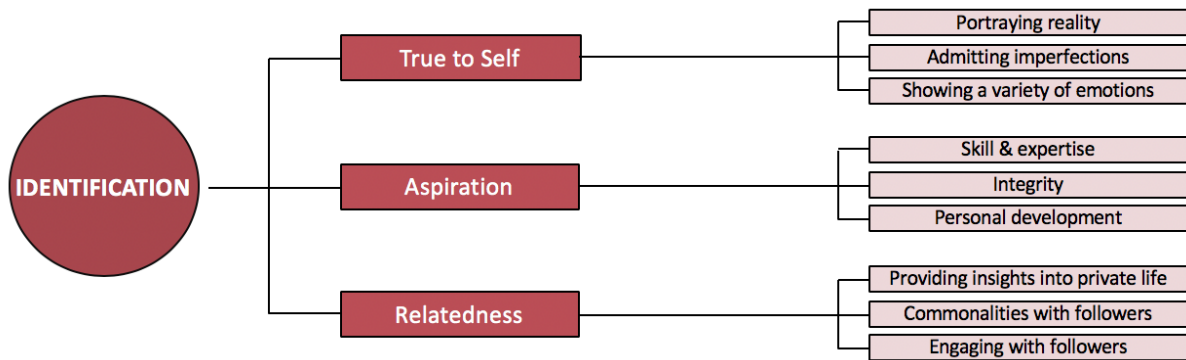 IDENTIFICATION
True to Self
Portraying reality
Admitting imperfections
Showing a variety of emotions
Aspiration
Skill & expertise
Integrity
Personal development
Relatedness
Providing insights into private life
Commonalities with followers
Engaging with followers